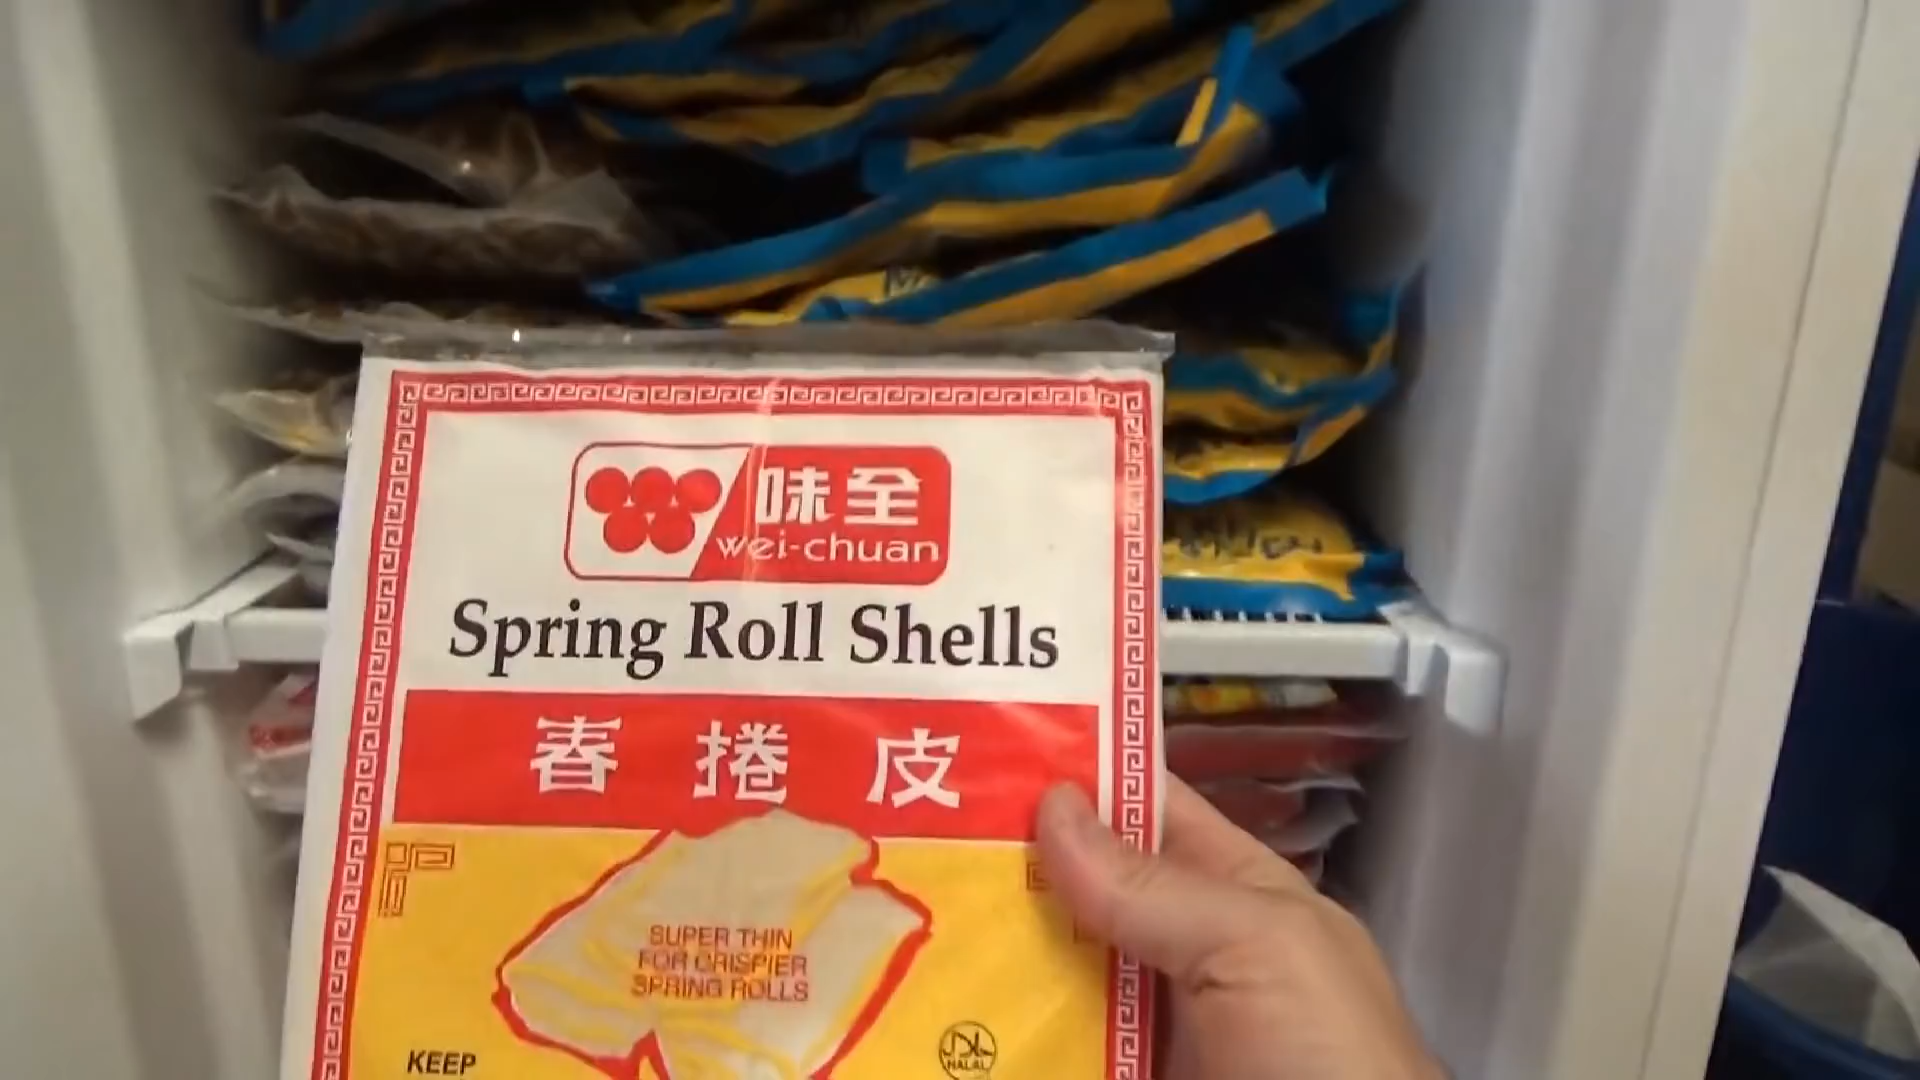 味全
wei-chuan
Spring Roll Shells
春捲皮
SUPER THIN
FOR CRISPIER
SPRING ROLLS
KEEP
HALAL